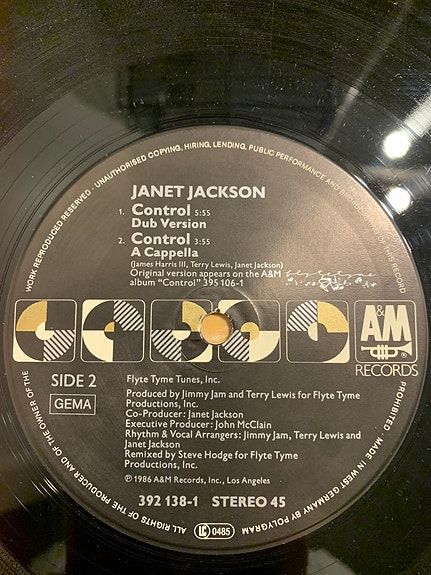 JANET JACKSON
1. Control 5:55
Dub Version
2. Control 3:55
A Cappella
(James Harris III, Terry Lewis, Janet Jackson)
Original version appears on the A&M
album "Control" 395 106-1
A&M
®
RECORDS
SIDE 2
GEMA
Flyte Tyme Tunes, Inc.
Produced by Jimmy Jam and Terry Lewis for Flyte Tyme
Productions, Inc.
Co-Producer: Janet Jackson
Executive Producer: John McClain
Rhythm & Vocal Arrangers: Jimmy Jam, Terry Lewis and
Janet Jackson
Remixed by Steve Hodge for Flyte Tyme
Productions, Inc.
℗ 1986 A&M Records, Inc., Los Angeles
392 138-1 STEREO 45
LC 0485
ALL RIGHTS OF THE PRODUCER AND OF THE OWNER OF THE WORK REPRODUCED RESERVED · UNAUTHORISED COPYING, HIRING, LENDING, PUBLIC PERFORMANCE AND BROADCASTING OF THIS RECORD PROHIBITED · MADE IN WEST GERMANY BY POLYGRAM